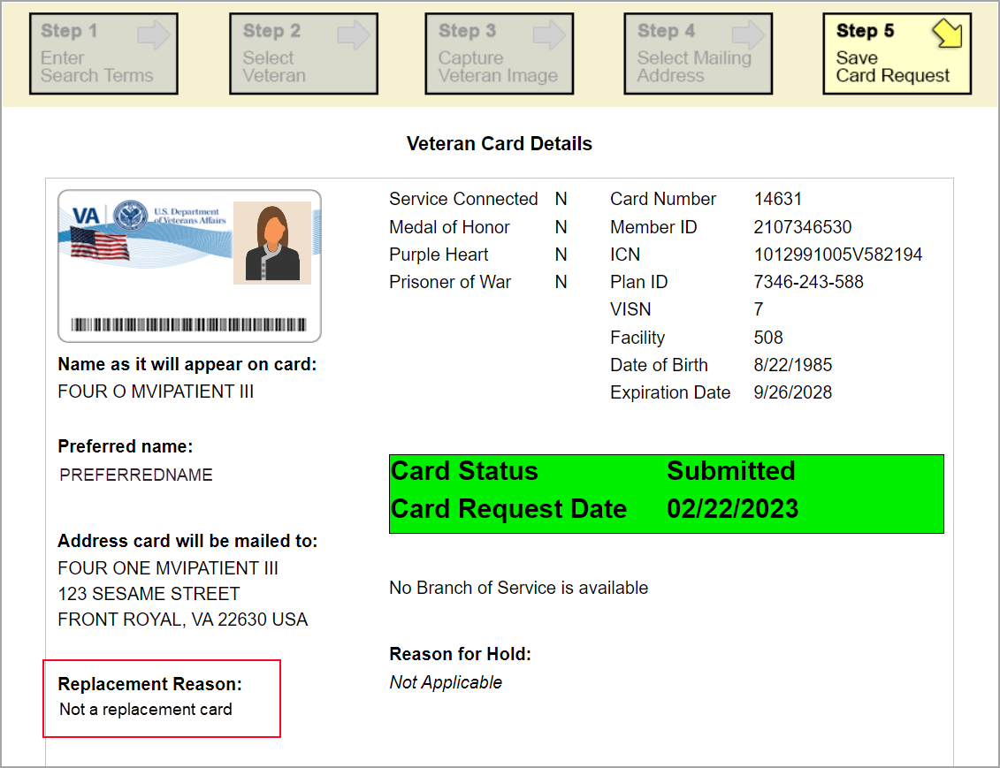 Step 1
Enter
Search Terms
Step 2
Select
Veteran
Step 3
Capture
Veteran Image
Step 4
Select Mailing
Address
Step 5
Save
Card Request
Veteran Card Details
VA
U.S. Department
of Veterans Affairs
Name as it will appear on card:
FOUR O MVIPATIENT III
Preferred name:
PREFERREDNAME
Address card will be mailed to:
FOUR ONE MVIPATIENT III
123 SESAME STREET
FRONT ROYAL, VA 22630 USA
Replacement Reason:
Not a replacement card
Service Connected N
Medal of Honor N
Purple Heart N
Prisoner of War N
Card Number 14631
Member ID 2107346530
ICN 1012991005V582194
Plan ID 7346-243-588
VISN 7
Facility 508
Date of Birth 8/22/1985
Expiration Date 9/26/2028
Card Status Submitted
Card Request Date 02/22/2023
No Branch of Service is available
Reason for Hold:
Not Applicable